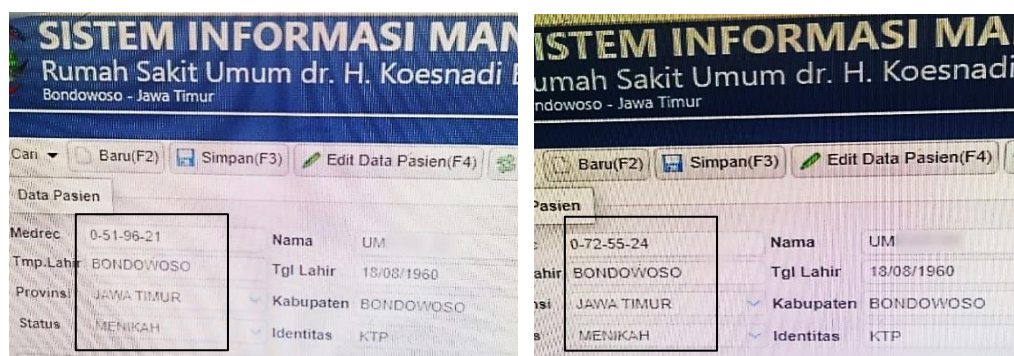 SISTEM INFORMASI MAN
Rumah Sakit Umum dr. H. Koesnadi
Bondowoso - Jawa Timur
Cari Baru(F2) Simpan(F3) Edit Data Pasien(F4)
Data Pasien
Medrec 0-51-96-21 Nama UM
Tmp.Lahir BONDOWOSO Tgl Lahir 18/08/1960
Provinsi JAWA TIMUR Kabupaten BONDOWOSO
Status MENIKAH Identitas KTP
ISTEM INFORMASI MA
umah Sakit Umum dr. H. Koesnadi
ndowoso - Jawa Timur
Baru(F2) Simpan(F3) Edit Data Pasien(F4)
Pasien
0-72-55-24 Nama UM
ahir BONDOWOSO Tgl Lahir 18/08/1960
nsi JAWA TIMUR Kabupaten BONDOWOSO
s MENIKAH Identitas KTP